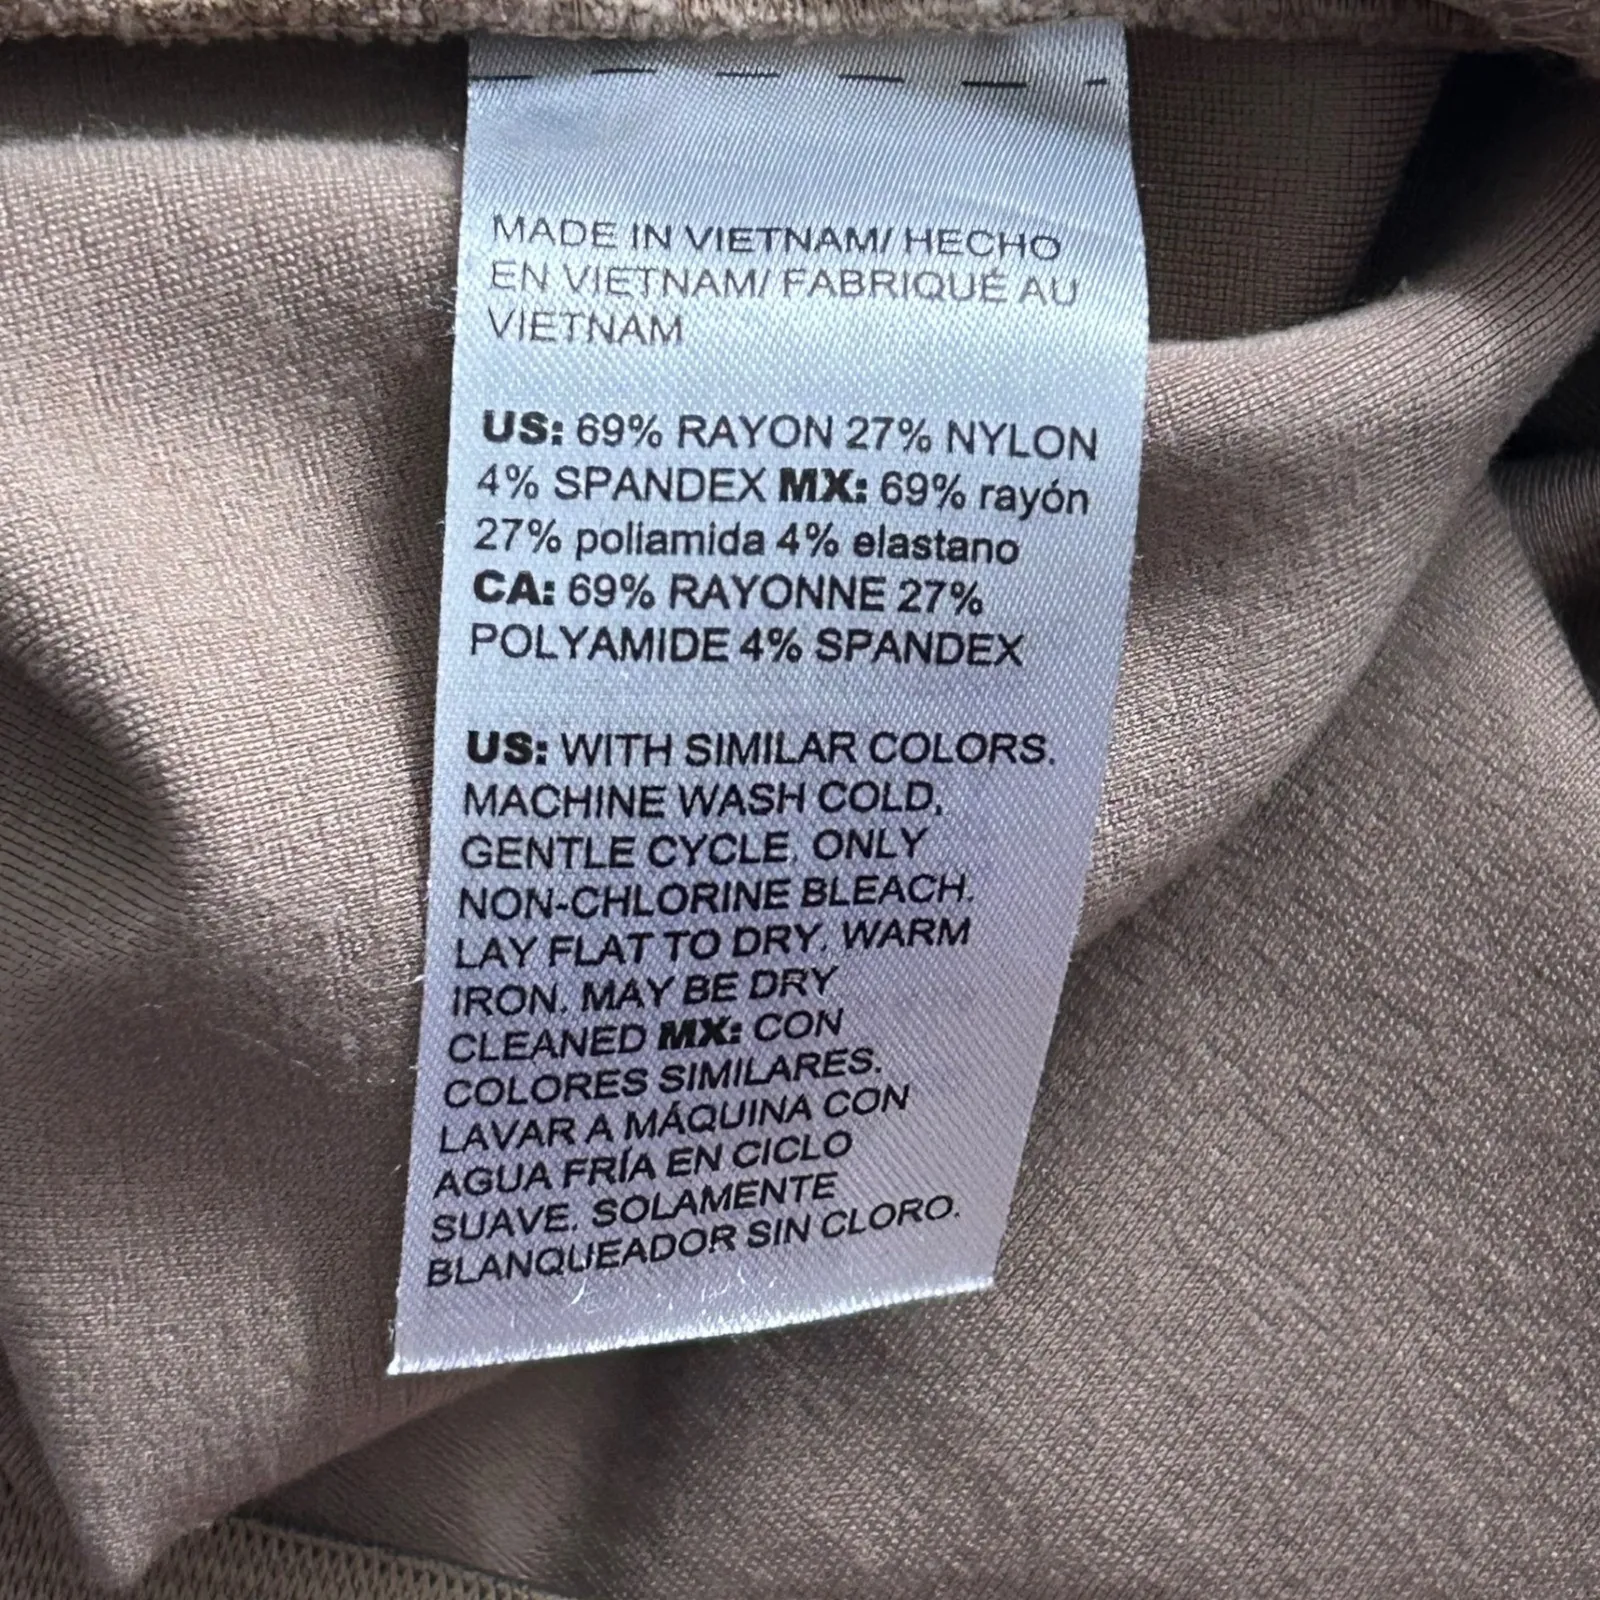 MADE IN VIETNAM/ HECHO
EN VIETNAM/ FABRIQUÉ AU
VIETNAM
US: 69% RAYON 27% NYLON
4% SPANDEX MX: 69% rayón
27% poliamida 4% elastano
CA: 69% RAYONNE 27%
POLYAMIDE 4% SPANDEX
US: WITH SIMILAR COLORS.
MACHINE WASH COLD,
GENTLE CYCLE. ONLY
NON-CHLORINE BLEACH.
LAY FLAT TO DRY. WARM
IRON. MAY BE DRY
CLEANED MX: CON
COLORES SIMILARES.
LAVAR A MÁQUINA CON
AGUA FRÍA EN CICLO
SUAVE. SOLAMENTE
BLANQUEADOR SIN CLORO.